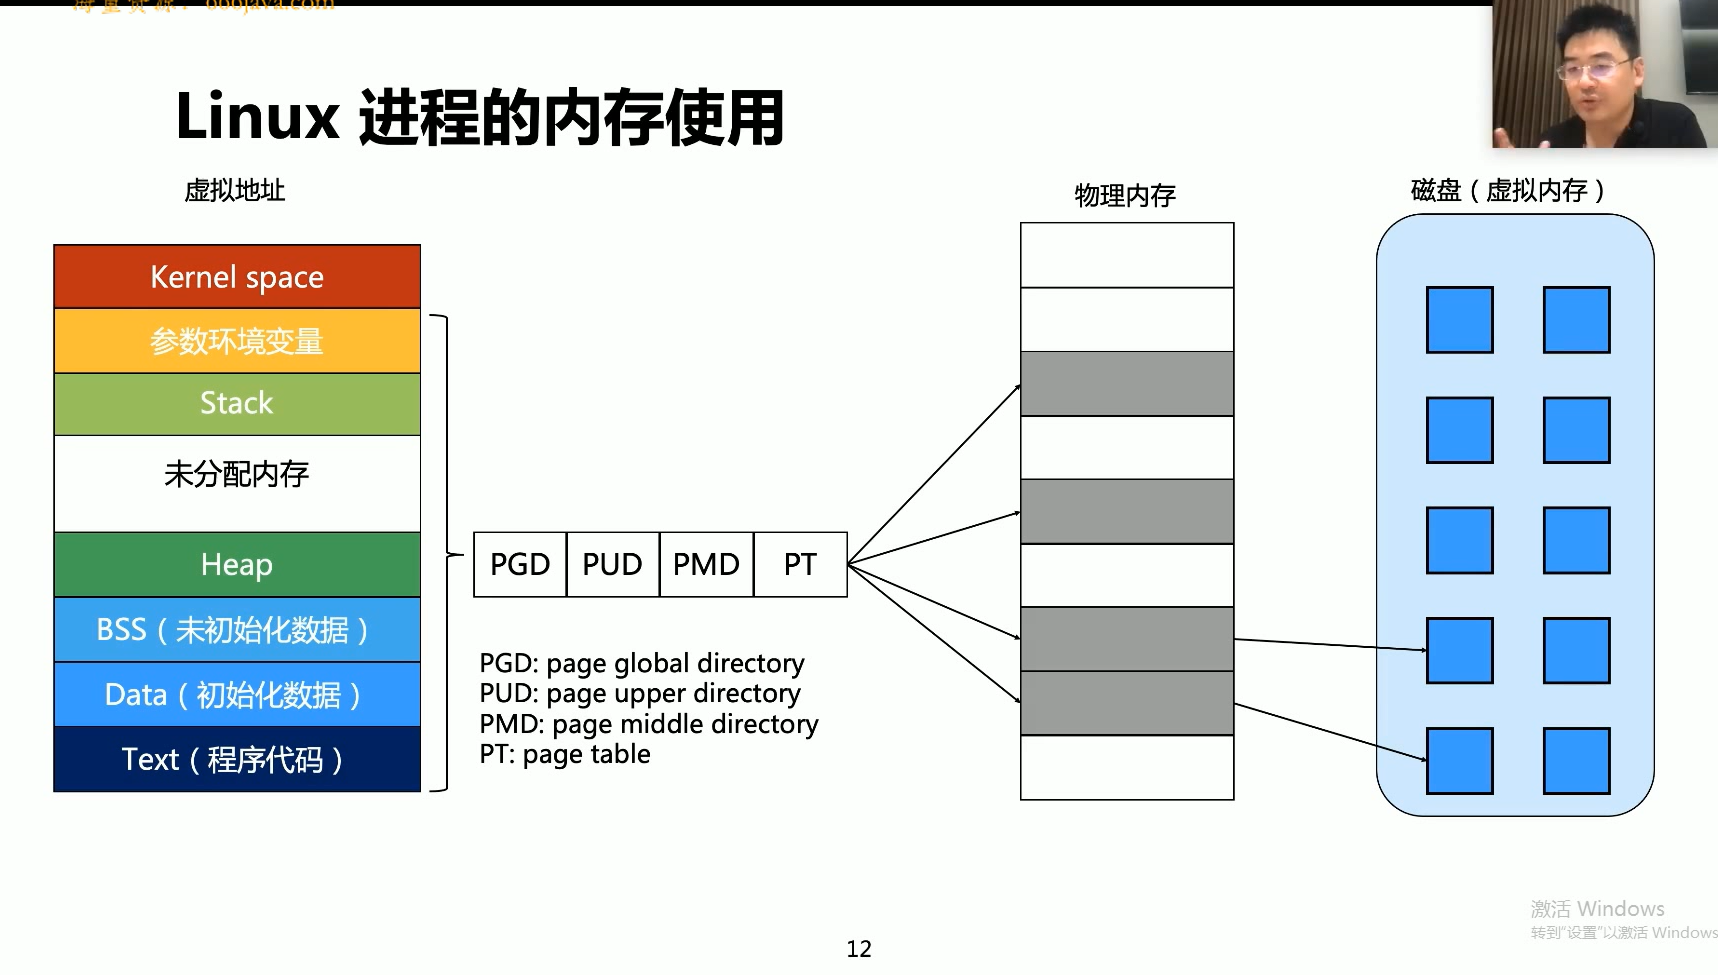 Linux 进程的内存使用
虚拟地址
物理内存
磁盘（虚拟内存）
Kernel space
参数环境变量
Stack
未分配内存
Heap
BSS（未初始化数据）
Data（初始化数据）
Text（程序代码）
PGD
PUD
PMD
PT
PGD: page global directory
PUD: page upper directory
PMD: page middle directory
PT: page table
激活 Windows
转到“设置”以激活 Windows
12